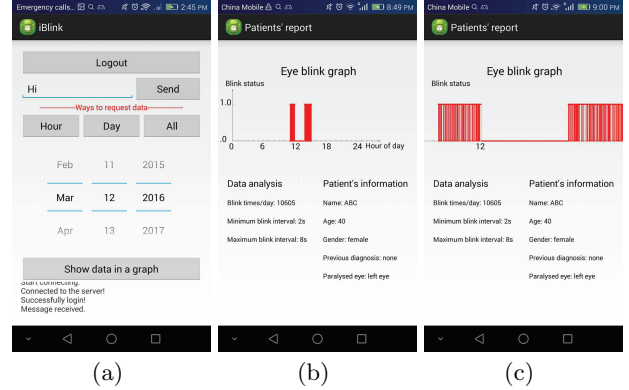 Emergency calls.. 2:45 PM
iBlink
Logout
Hi Send
Ways to request data
Hour Day All
Feb 11 2015
Mar 12 2016
Apr 13 2017
Show data in a graph
Start connecting.
Connected to the server!
Successfully login!
Message received.
(a)
China Mobile 8:49 PM
Patients' report
Eye blink graph
Blink status
1.0
.0
0 6 12 18 24 Hour of day
Data analysis Patient's information
Blink times/day: 10605 Name: ABC
Minimum blink interval: 2s Age: 40
Maximum blink interval: 8s Gender: female
Previous diagnosis: none
Paralysed eye: left eye
(b)
China Mobile 9:00 PM
Patients' report
Eye blink graph
Blink status
12
Data analysis Patient's information
Blink times/day: 10605 Name: ABC
Minimum blink interval: 2s Age: 40
Maximum blink interval: 8s Gender: female
Previous diagnosis: none
Paralysed eye: left eye
(c)